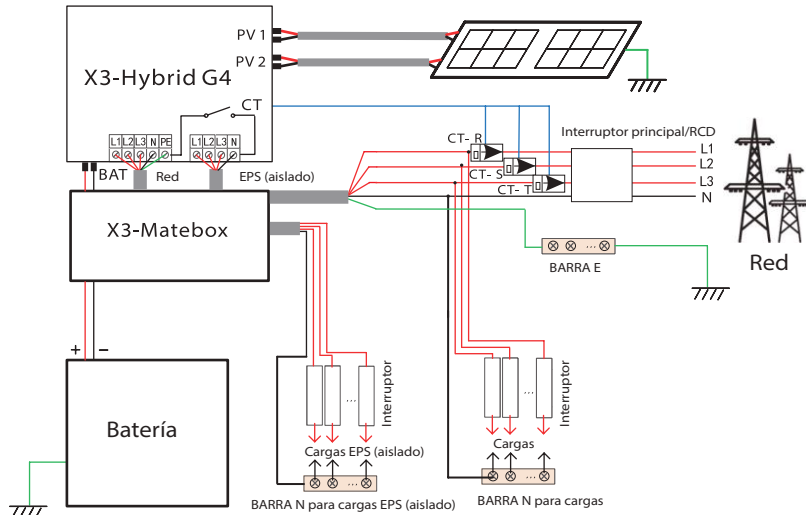 PV 1
X3-Hybrid G4
PV 2
CT
L1 L2 L3 N PE
L1 L2 L3 N
BAT
Red
EPS (aislado)
CT- R
CT- S
CT- T
Interruptor principal/RCD
L1
L2
L3
N
X3-Matebox
BARRA E
Red
+ −
Batería
...
Interruptor
...
Interruptor
Cargas EPS (aislado)
Cargas
...
...
BARRA N para cargas EPS (aislado)
BARRA N para cargas